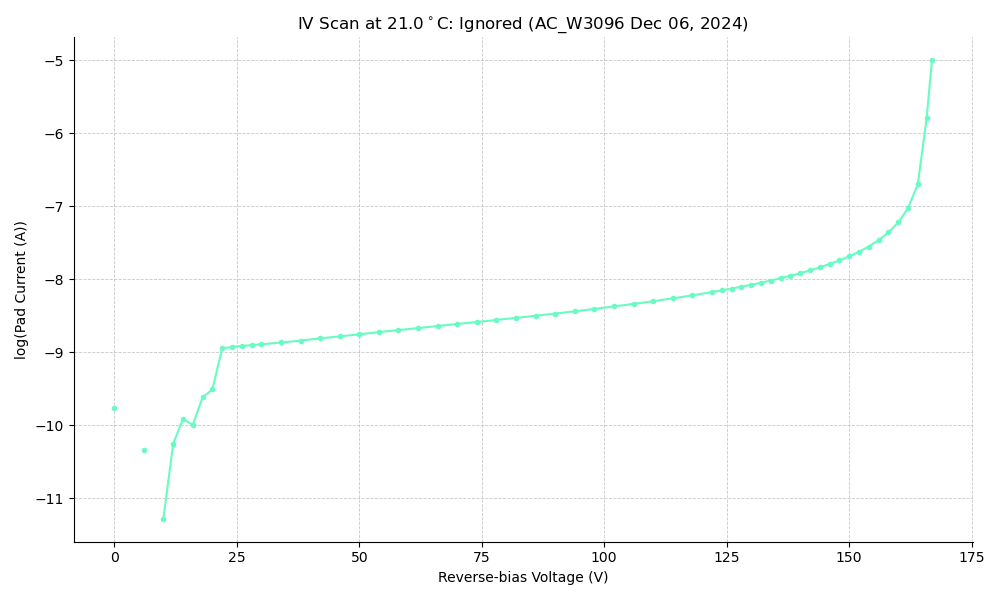 IV Scan at 21.0°C: Ignored (AC_W3096 Dec 06, 2024)
log(Pad Current (A))
−5
−6
−7
−8
−9
−10
−11
0 25 50 75 100 125 150 175
Reverse-bias Voltage (V)